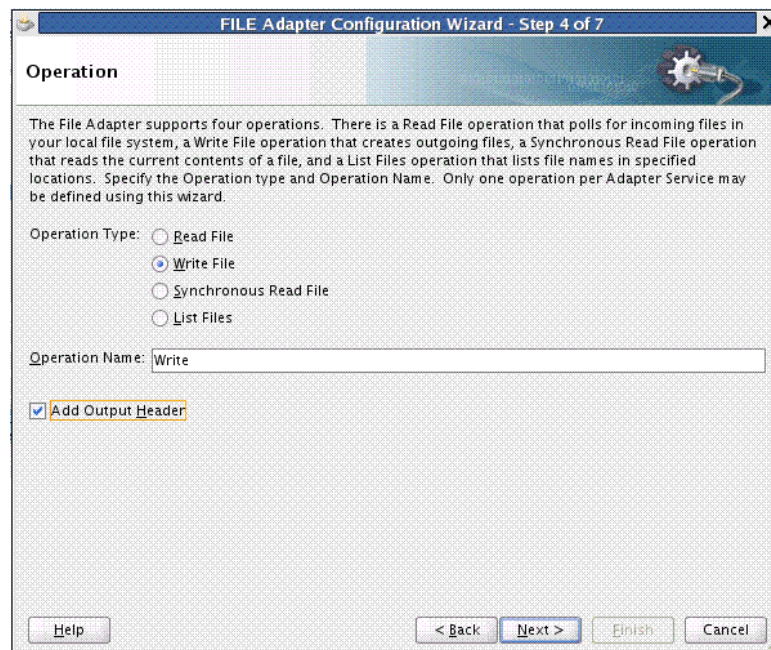 FILE Adapter Configuration Wizard - Step 4 of 7
Operation
The File Adapter supports four operations. There is a Read File operation that polls for incoming files in
your local file system, a Write File operation that creates outgoing files, a Synchronous Read File operation
that reads the current contents of a file, and a List Files operation that lists file names in specified
locations. Specify the Operation type and Operation Name. Only one operation per Adapter Service may
be defined using this wizard.
Operation Type: Read File
Write File
Synchronous Read File
List Files
Operation Name: Write
Add Output Header
Help < Back Next > Finish Cancel